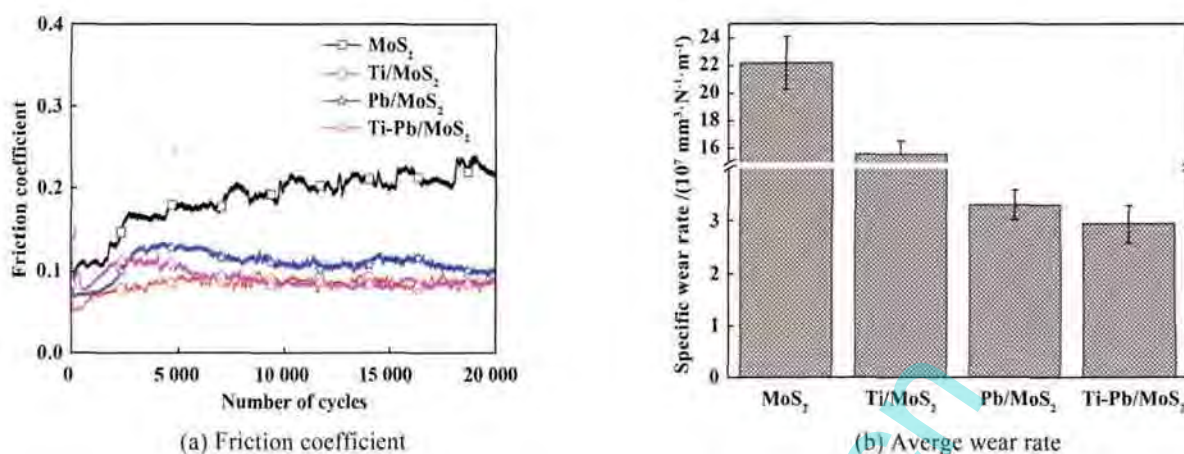 0.4
0.3
0.2
0.1
0.0
Friction coefficient
MoS₂
Ti/MoS₂
Pb/MoS₂
Ti-Pb/MoS₂
0 5 000 10 000 15 000 20 000
Number of cycles
(a) Friction coefficient
24
22
20
16
3
2
1
0
Specific wear rate /(10⁷ mm³·N⁻¹·m⁻¹)
MoS₂ Ti/MoS₂ Pb/MoS₂ Ti-Pb/MoS₂
(b) Averge wear rate